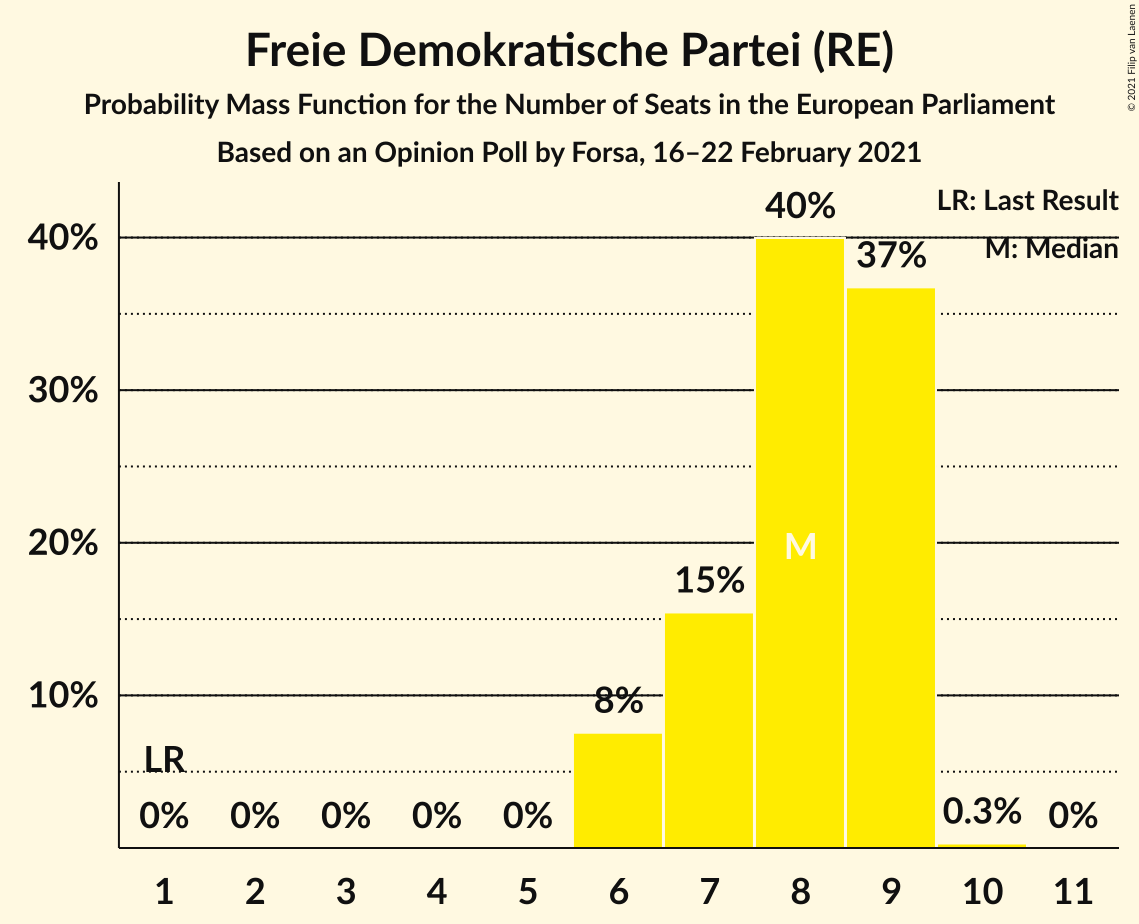 Freie Demokratische Partei (RE)
Probability Mass Function for the Number of Seats in the European Parliament
Based on an Opinion Poll by Forsa, 16–22 February 2021
© 2021 Filip van Laenen
LR: Last Result
M: Median
40%
30%
20%
10%
LR
0%
0%
0%
0%
0%
8%
15%
40%
M
37%
0.3%
0%
1 2 3 4 5 6 7 8 9 10 11